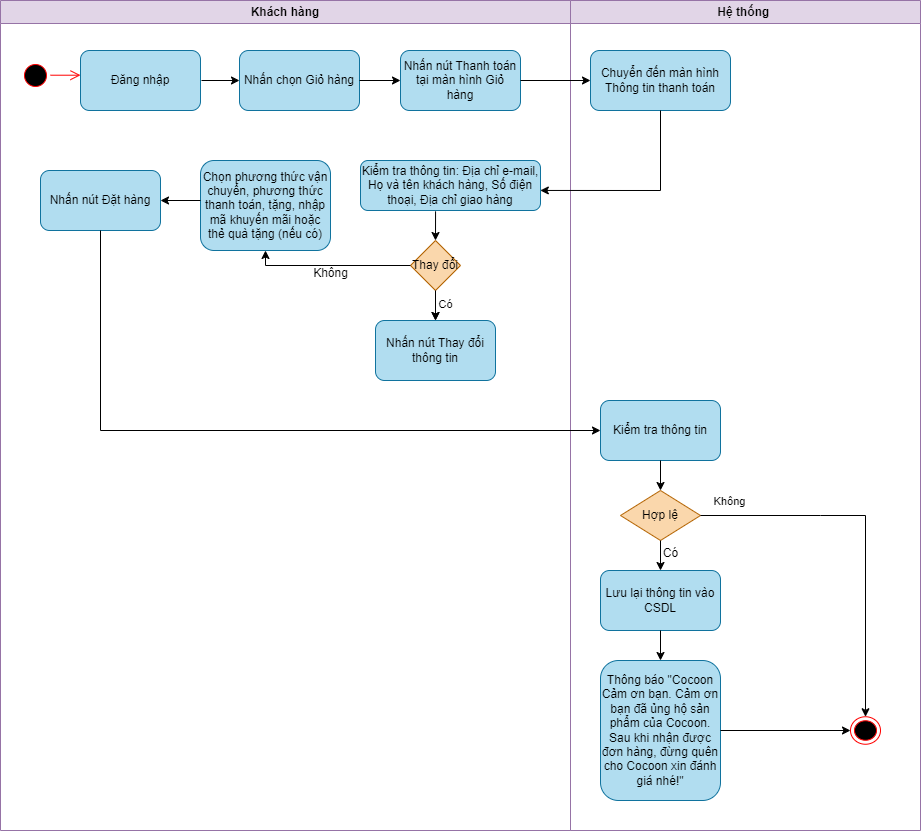 Khách hàng
Hệ thống
Đăng nhập
Nhấn chọn Giỏ hàng
Nhấn nút Thanh toán
tại màn hình Giỏ
hàng
Chuyển đến màn hình
Thông tin thanh toán
Nhấn nút Đặt hàng
Chọn phương thức vận
chuyển, phương thức
thanh toán, tặng, nhập
mã khuyến mãi hoặc
thẻ quà tặng (nếu có)
Kiểm tra thông tin: Địa chỉ e-mail,
Họ và tên khách hàng, Số điện
thoại, Địa chỉ giao hàng
Thay đổi
Không
Có
Nhấn nút Thay đổi
thông tin
Kiểm tra thông tin
Hợp lệ
Không
Có
Lưu lại thông tin vào
CSDL
Thông báo "Cocoon
Cảm ơn bạn. Cảm ơn
bạn đã ủng hộ sản
phẩm của Cocoon.
Sau khi nhận được
đơn hàng, đừng quên
cho Cocoon xin đánh
giá nhé!"